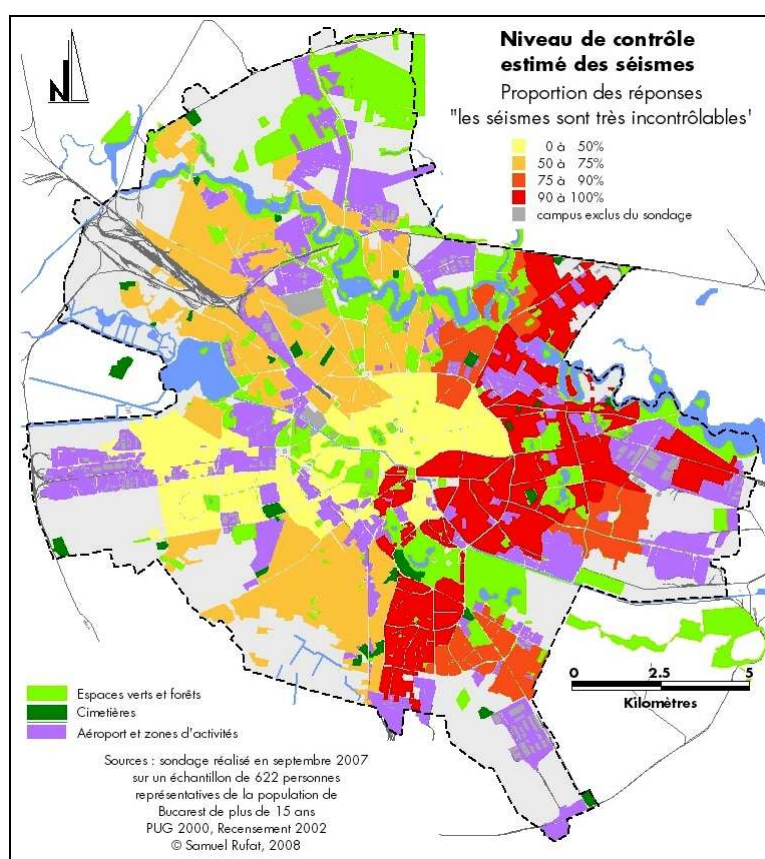 Niveau de contrôle
estimé des séismes
Proportion des réponses
"les séismes sont très incontrôlables'
0 à 50%
50 à 75%
75 à 90%
90 à 100%
campus exclus du sondage
N
Espaces verts et forêts
Cimetières
Aéroport et zones d'activités
0 2.5 5
Kilomètres
Sources : sondage réalisé en septembre 2007
sur un échantillon de 622 personnes
représentatives de la population de
Bucarest de plus de 15 ans
PUG 2000, Recensement 2002
© Samuel Rufat, 2008